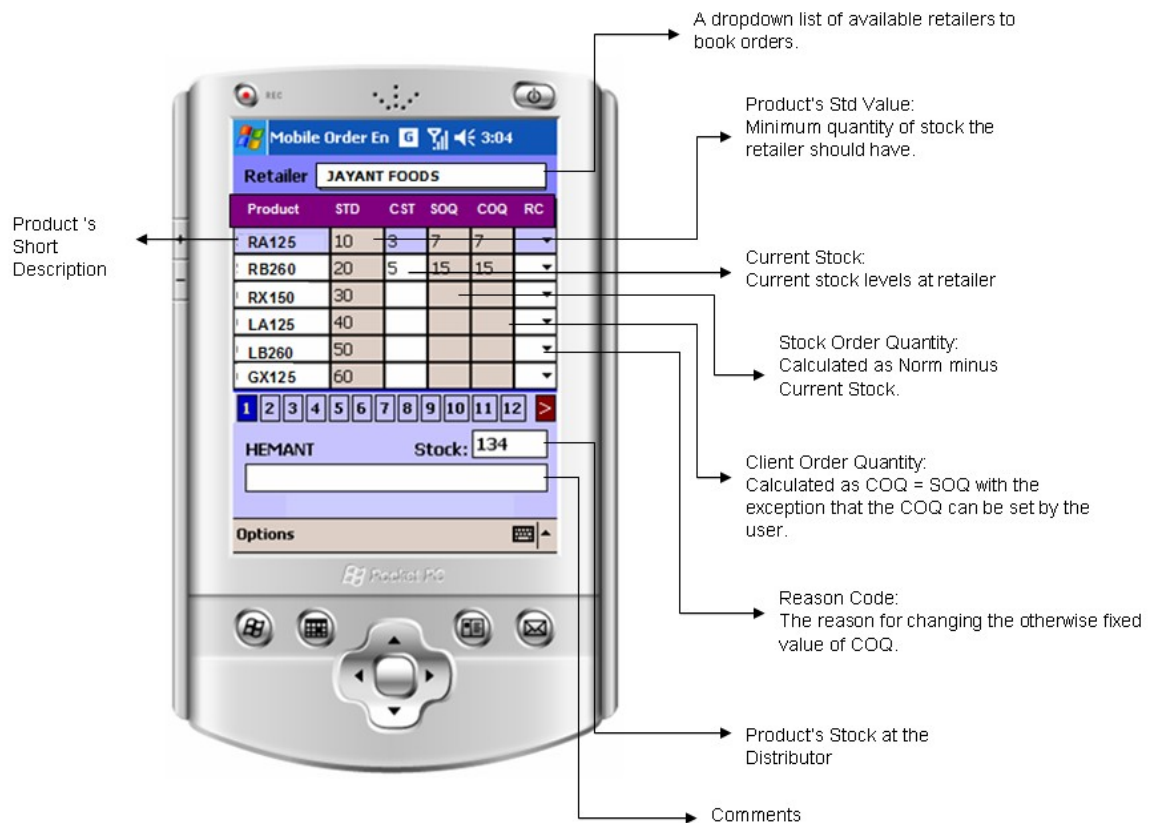 A dropdown list of available retailers to
book orders.
REC
Mobile Order En G 3:04
Retailer JAYANT FOODS
Product STD CST SOQ COQ RC
RA125 10 3 7 7
RB260 20 5 15 15
RX150 30
LA125 40
LB260 50
GX125 60
1 2 3 4 5 6 7 8 9 10 11 12 >
HEMANT Stock: 134
Options
Pocket PC
Product 's
Short
Description
Product's Std Value:
Minimum quantity of stock the
retailer should have.
Current Stock:
Current stock levels at retailer
Stock Order Quantity:
Calculated as Norm minus
Current Stock.
Client Order Quantity:
Calculated as COQ = SOQ with the
exception that the COQ can be set by the
user.
Reason Code:
The reason for changing the otherwise fixed
value of COQ.
Product's Stock at the
Distributor
Comments